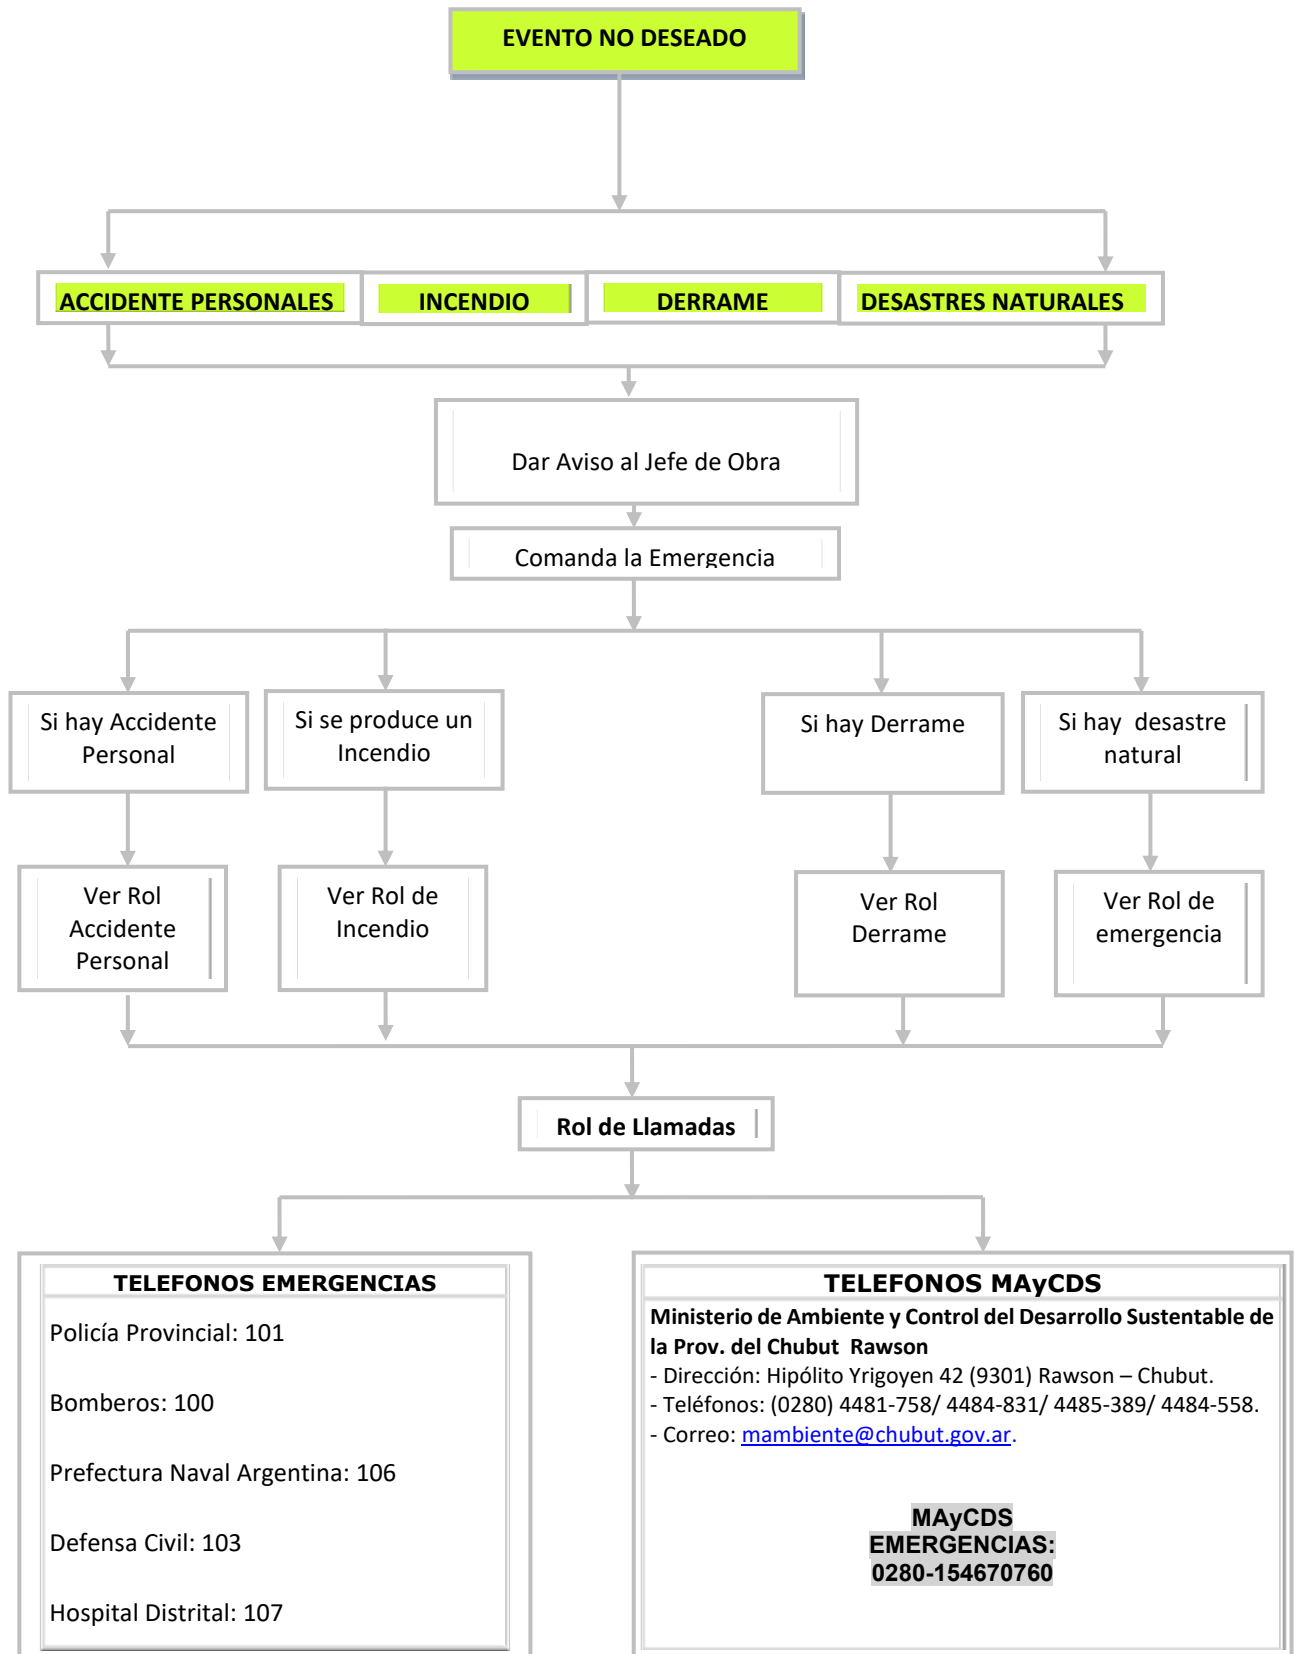 EVENTO NO DESEADO
ACCIDENTE PERSONALES
INCENDIO
DERRAME
DESASTRES NATURALES
Dar Aviso al Jefe de Obra
Comanda la Emergencia
Si hay Accidente
Personal
Si se produce un
Incendio
Si hay Derrame
Si hay desastre
natural
Ver Rol
Accidente
Personal
Ver Rol de
Incendio
Ver Rol
Derrame
Ver Rol de
emergencia
Rol de Llamadas
TELEFONOS EMERGENCIAS
Policía Provincial: 101
Bomberos: 100
Prefectura Naval Argentina: 106
Defensa Civil: 103
Hospital Distrital: 107
TELEFONOS MAyCDS
Ministerio de Ambiente y Control del Desarrollo Sustentable de
la Prov. del Chubut Rawson
- Dirección: Hipólito Yrigoyen 42 (9301) Rawson – Chubut.
- Teléfonos: (0280) 4481-758/ 4484-831/ 4485-389/ 4484-558.
- Correo: mambiente@chubut.gov.ar.
MAyCDS
EMERGENCIAS:
0280-154670760